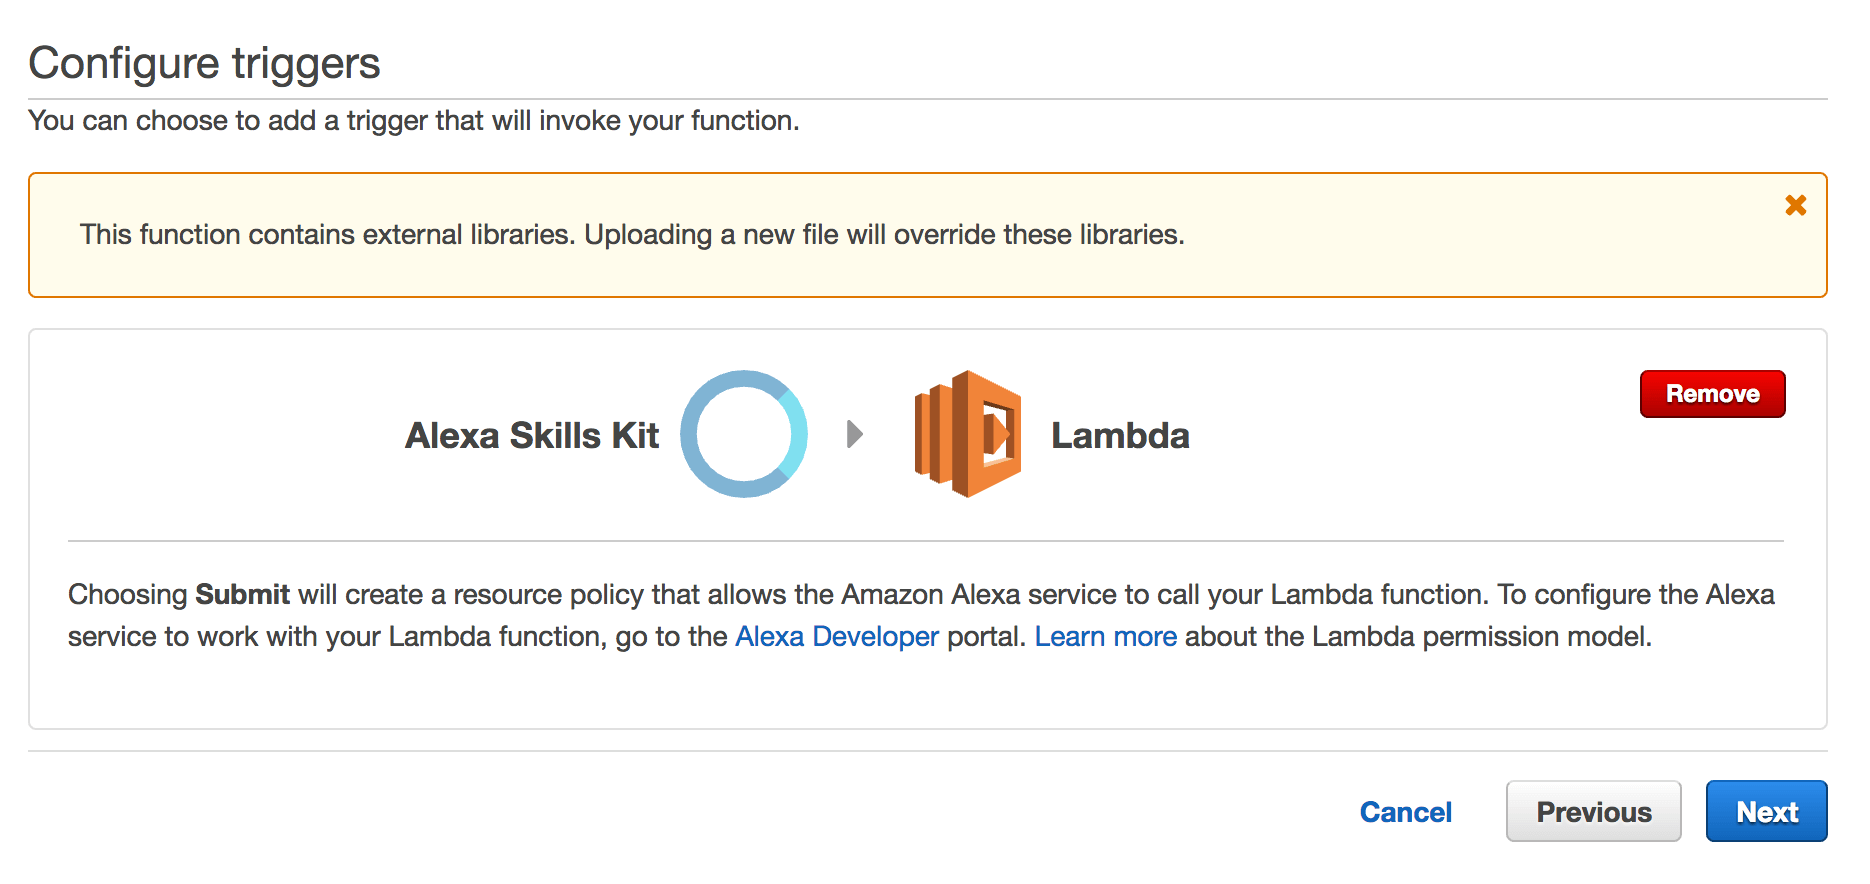 Configure triggers
You can choose to add a trigger that will invoke your function.
This function contains external libraries. Uploading a new file will override these libraries.
Remove
Alexa Skills Kit
Lambda
Choosing Submit will create a resource policy that allows the Amazon Alexa service to call your Lambda function. To configure the Alexa
service to work with your Lambda function, go to the Alexa Developer portal. Learn more about the Lambda permission model.
Cancel
Previous
Next